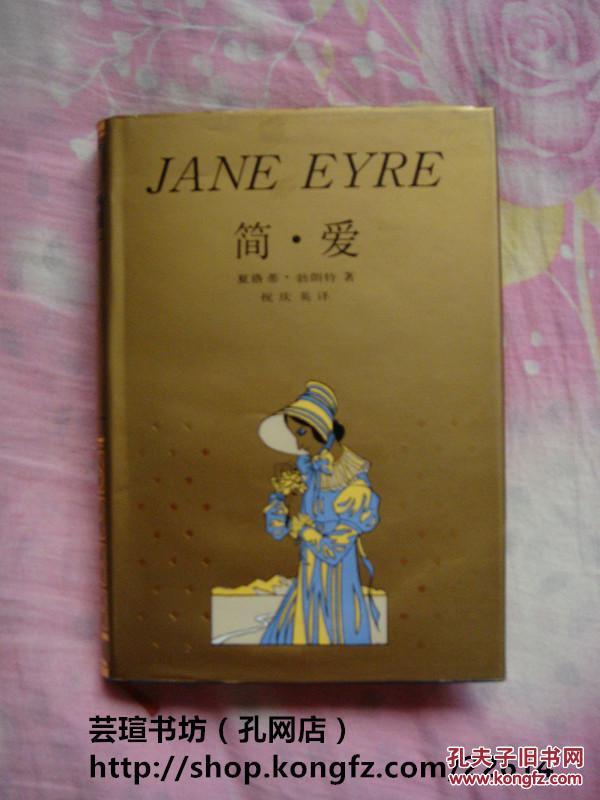 JANE EYRE
简·爱
夏洛蒂·勃朗特 著
祝庆英译
芸瑄书坊（孔网店）
http://shop.kongfz.com/
孔夫子旧书网
www.kongfz.com